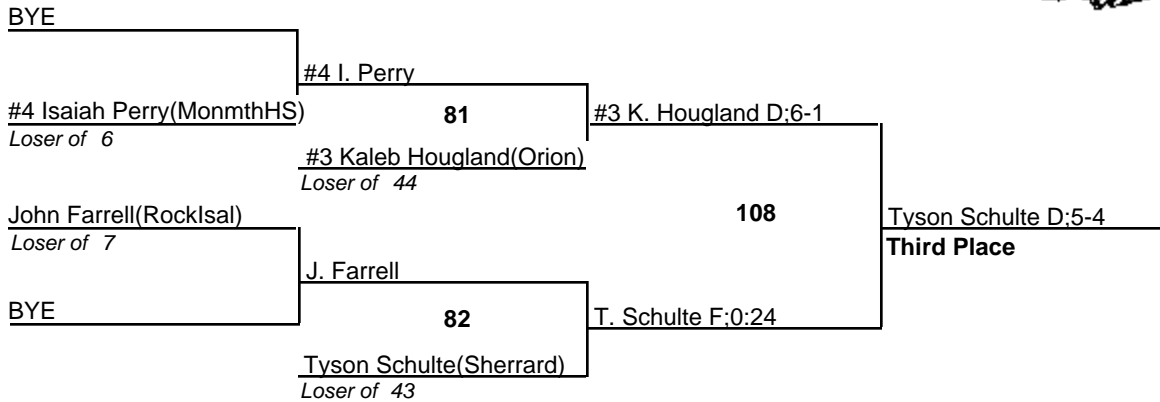 BYE
#4 I. Perry
#4 Isaiah Perry(MonmthHS)
81
#3 K. Hougland D;6-1
Loser of 6
#3 Kaleb Hougland(Orion)
Loser of 44
John Farrell(RockIsal)
108
Tyson Schulte D;5-4
Loser of 7
Third Place
J. Farrell
BYE
82
T. Schulte F;0:24
Tyson Schulte(Sherrard)
Loser of 43